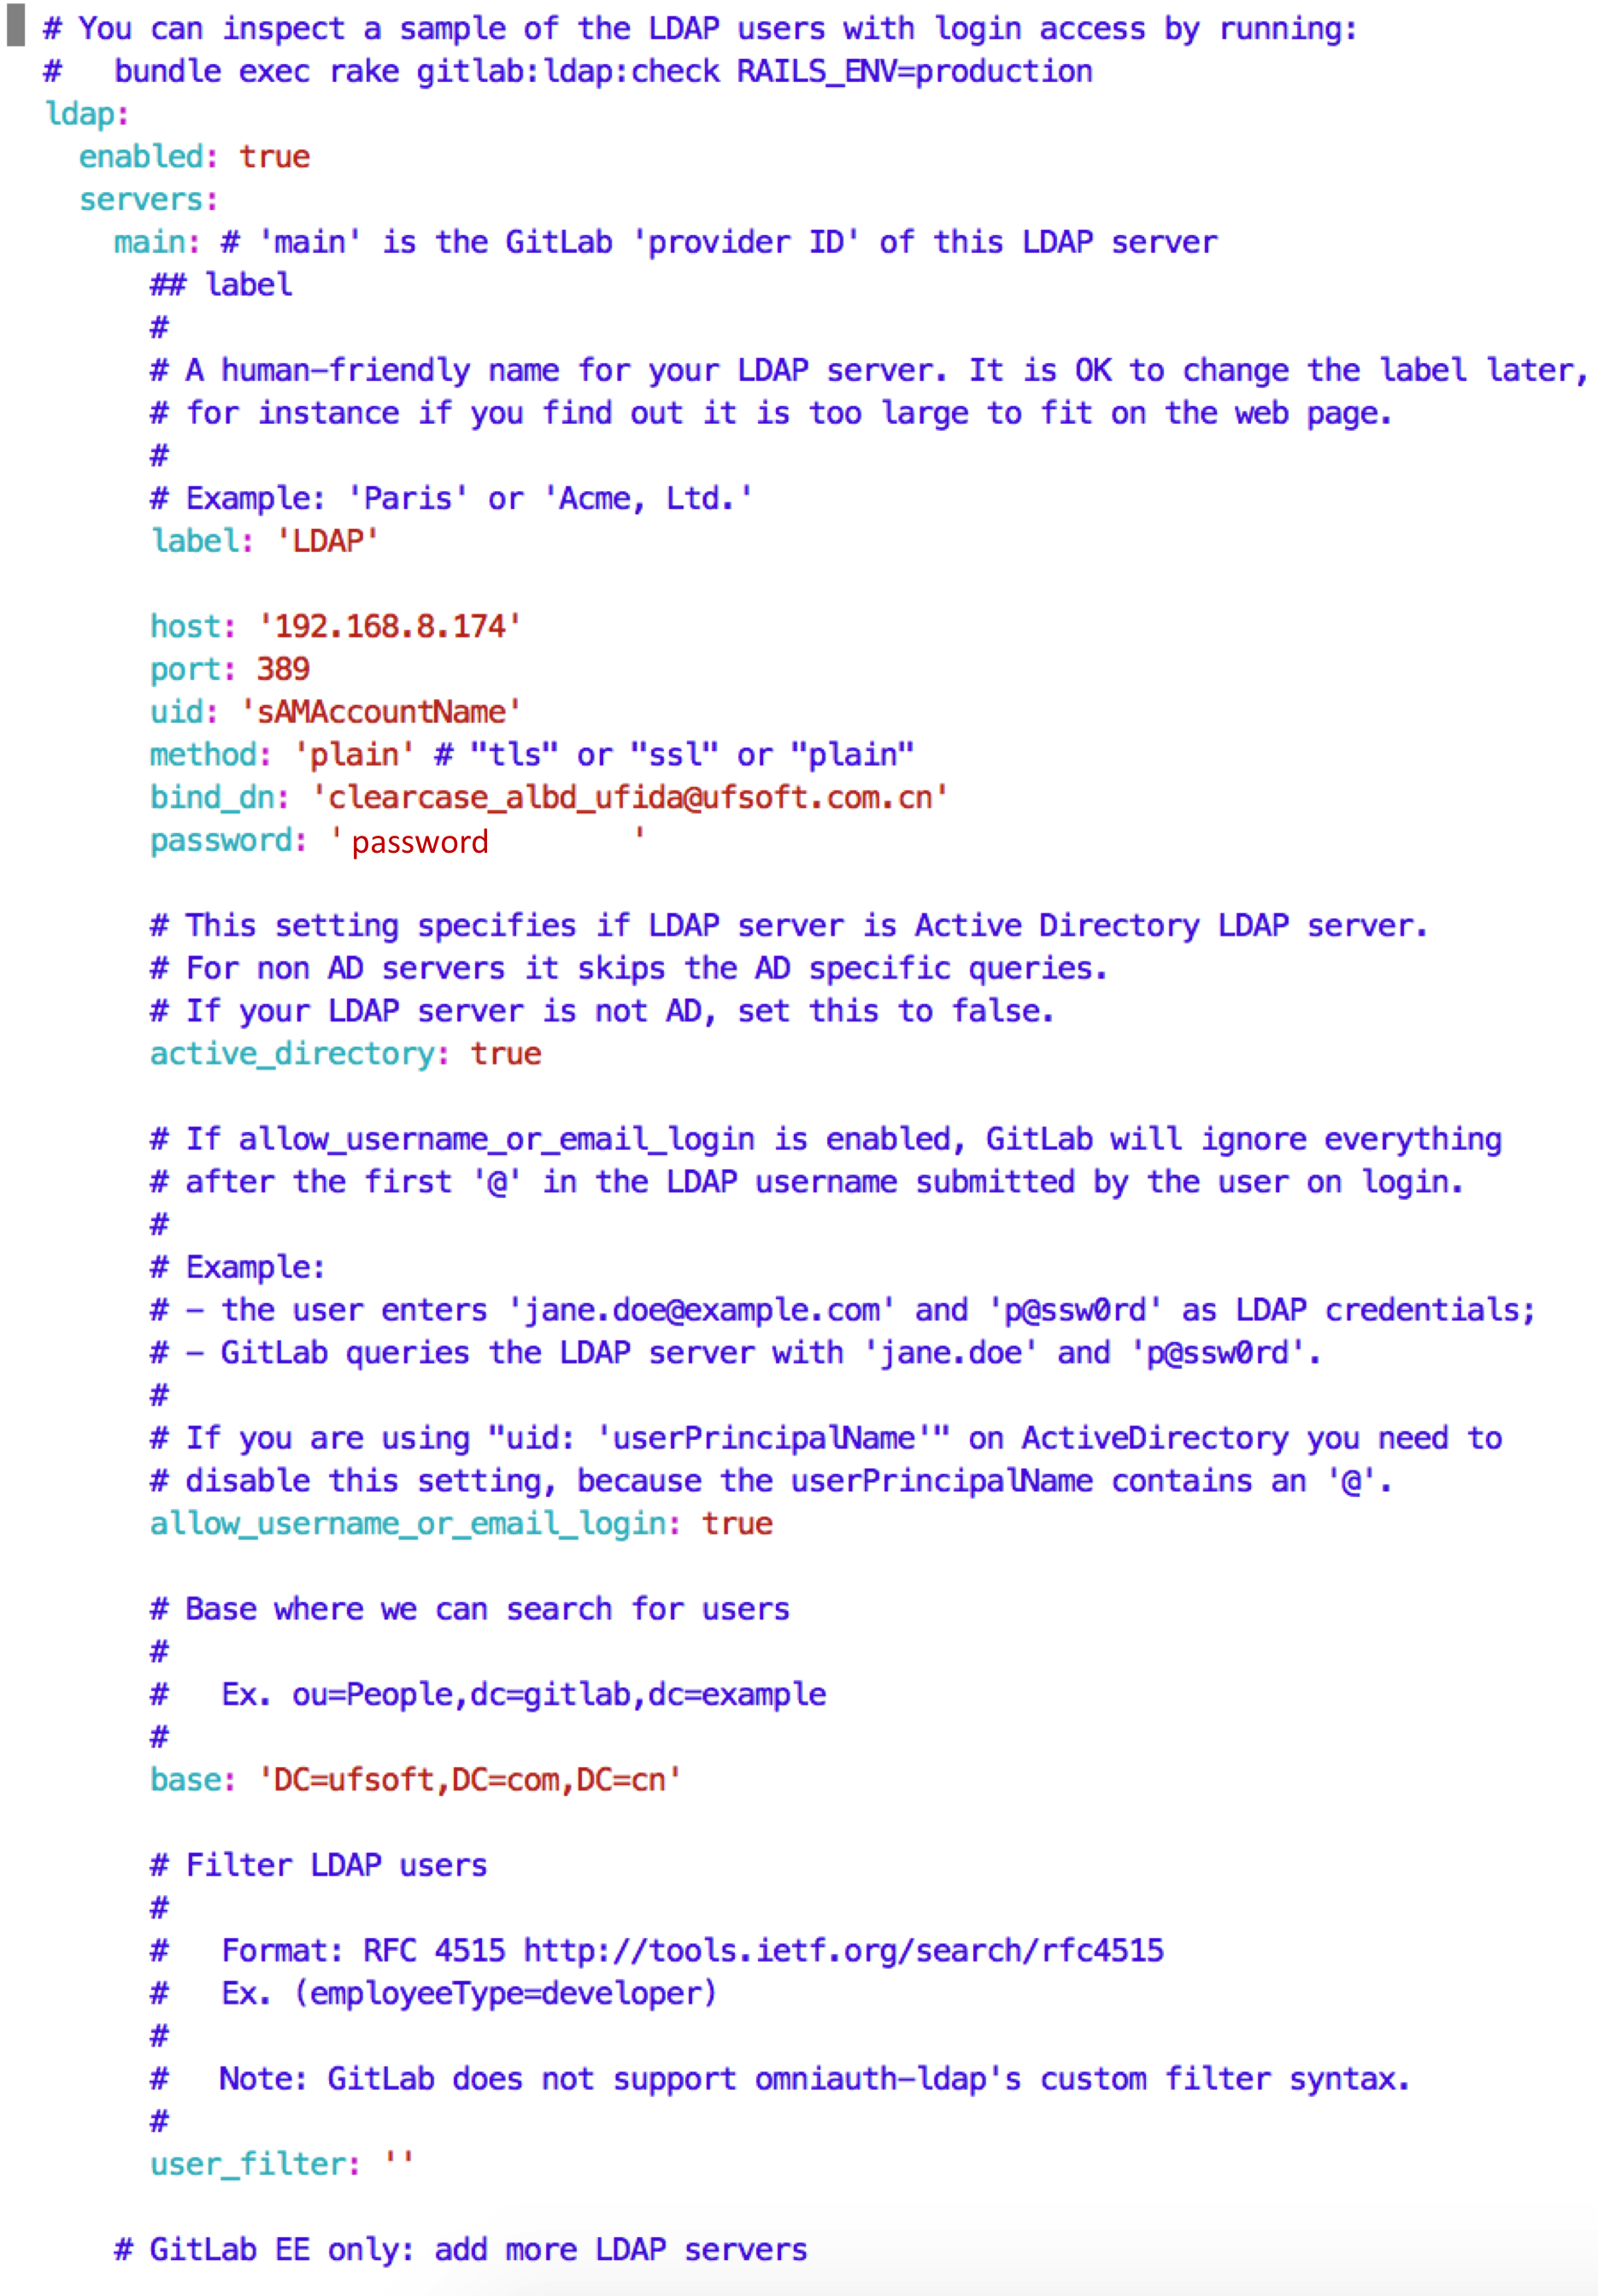 # You can inspect a sample of the LDAP users with login access by running:
#   bundle exec rake gitlab:ldap:check RAILS_ENV=production
ldap:
  enabled: true
  servers:
    main: # 'main' is the GitLab 'provider ID' of this LDAP server
      ## label
      #
      # A human-friendly name for your LDAP server. It is OK to change the label later,
      # for instance if you find out it is too large to fit on the web page.
      #
      # Example: 'Paris' or 'Acme, Ltd.'
      label: 'LDAP'

      host: '192.168.8.174'
      port: 389
      uid: 'sAMAccountName'
      method: 'plain' # "tls" or "ssl" or "plain"
      bind_dn: 'clearcase_albd_ufida@ufsoft.com.cn'
      password: ' password        '

      # This setting specifies if LDAP server is Active Directory LDAP server.
      # For non AD servers it skips the AD specific queries.
      # If your LDAP server is not AD, set this to false.
      active_directory: true

      # If allow_username_or_email_login is enabled, GitLab will ignore everything
      # after the first '@' in the LDAP username submitted by the user on login.
      #
      # Example:
      # - the user enters 'jane.doe@example.com' and 'p@ssw0rd' as LDAP credentials;
      # - GitLab queries the LDAP server with 'jane.doe' and 'p@ssw0rd'.
      #
      # If you are using "uid: 'userPrincipalName'" on ActiveDirectory you need to
      # disable this setting, because the userPrincipalName contains an '@'.
      allow_username_or_email_login: true

      # Base where we can search for users
      #
      #   Ex. ou=People,dc=gitlab,dc=example
      #
      base: 'DC=ufsoft,DC=com,DC=cn'

      # Filter LDAP users
      #
      #   Format: RFC 4515 http://tools.ietf.org/search/rfc4515
      #   Ex. (employeeType=developer)
      #
      #   Note: GitLab does not support omniauth-ldap's custom filter syntax.
      #
      user_filter: ''

    # GitLab EE only: add more LDAP servers